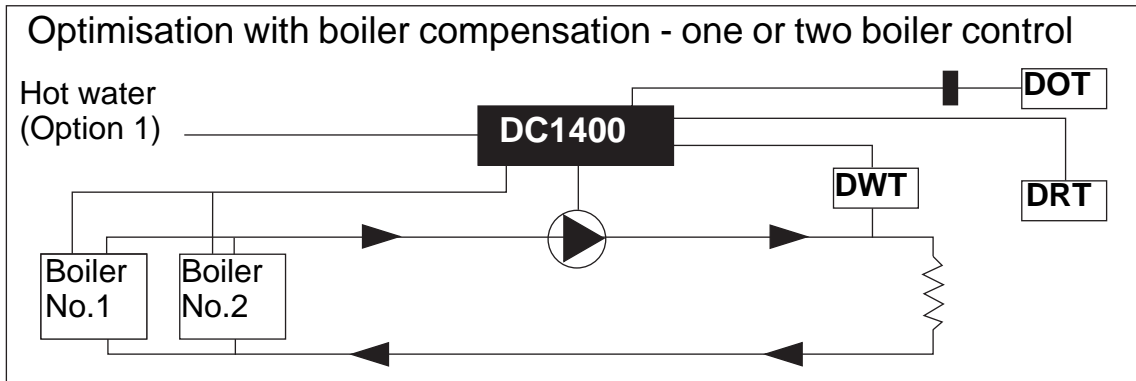 Optimisation with boiler compensation - one or two boiler control
Hot water
(Option 1)
DC1400
DOT
DWT
DRT
Boiler
No.1
Boiler
No.2